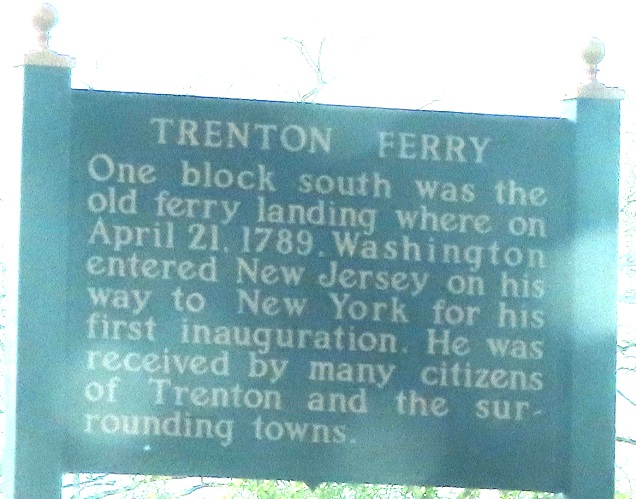 TRENTON FERRY
One block south was the
old ferry landing where on
April 21, 1789, Washington
entered New Jersey on his
way to New York for his
first inauguration. He was
received by many citizens
of Trenton and the sur-
rounding towns.